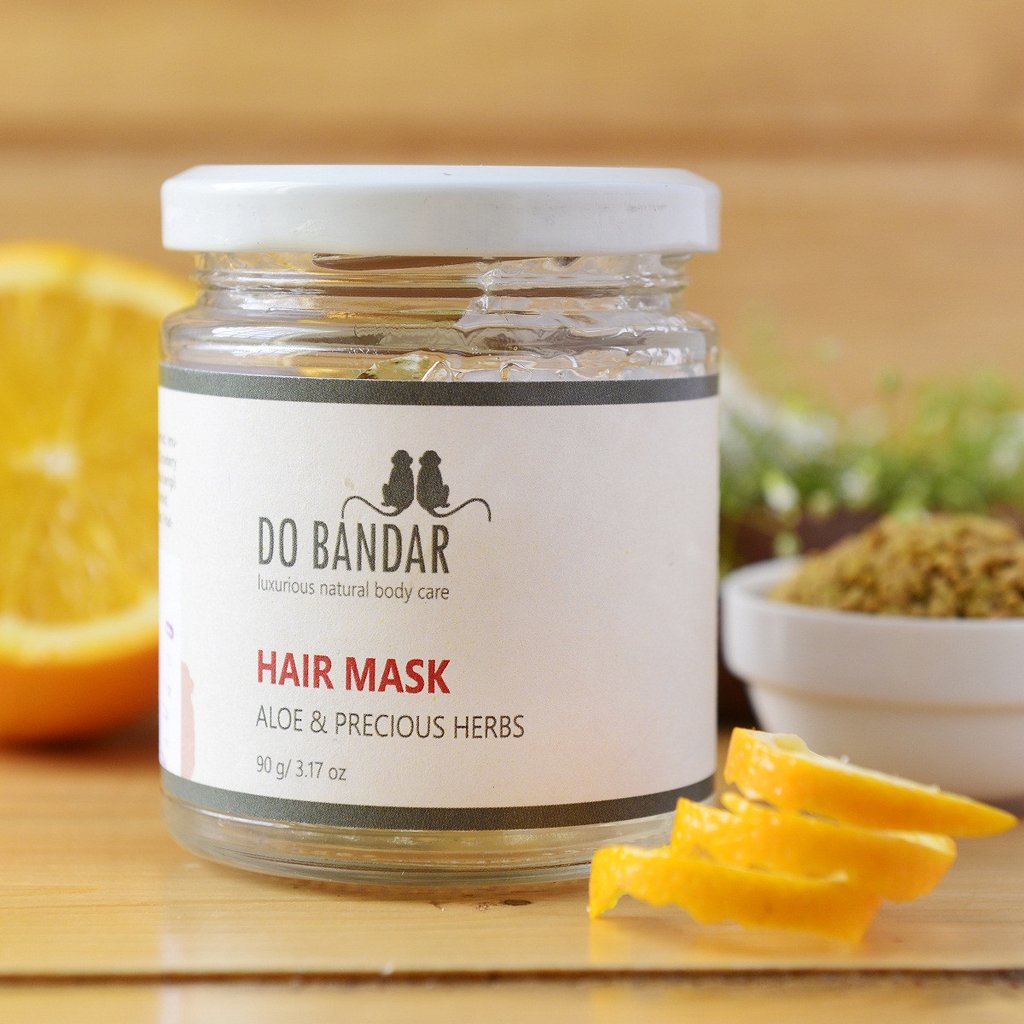 DO BANDAR
luxurious natural body care
HAIR MASK
ALOE & PRECIOUS HERBS
90 g/ 3.17 oz